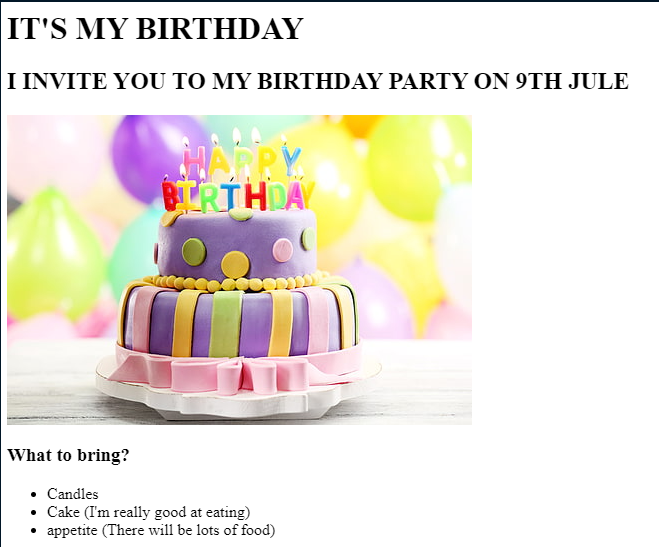 IT'S MY BIRTHDAY
I INVITE YOU TO MY BIRTHDAY PARTY ON 9TH JULE
HAPPY
BIRTHDAY
What to bring?
Candles
Cake (I'm really good at eating)
appetite (There will be lots of food)